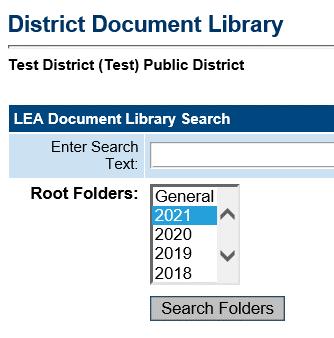 District Document Library
Test District (Test) Public District
LEA Document Library Search
Enter Search
Text:
Root Folders:
General
2021
2020
2019
2018
Search Folders